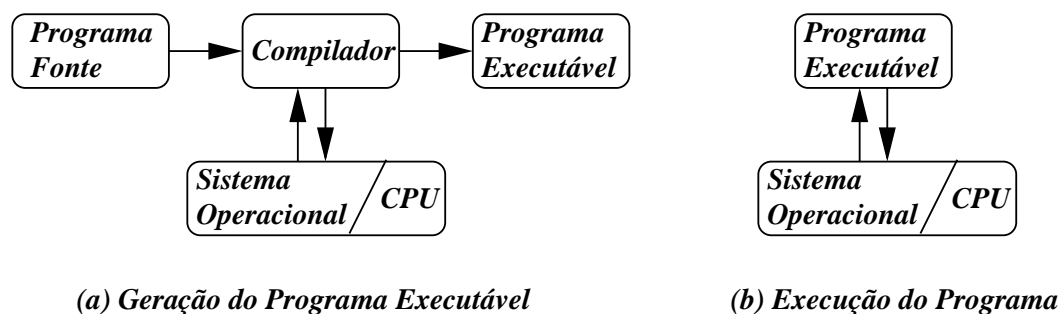 Programa
Fonte
Compilador
Programa
Executável
Sistema
Operacional
CPU
(a) Geração do Programa Executável
Programa
Executável
Sistema
Operacional
CPU
(b) Execução do Programa